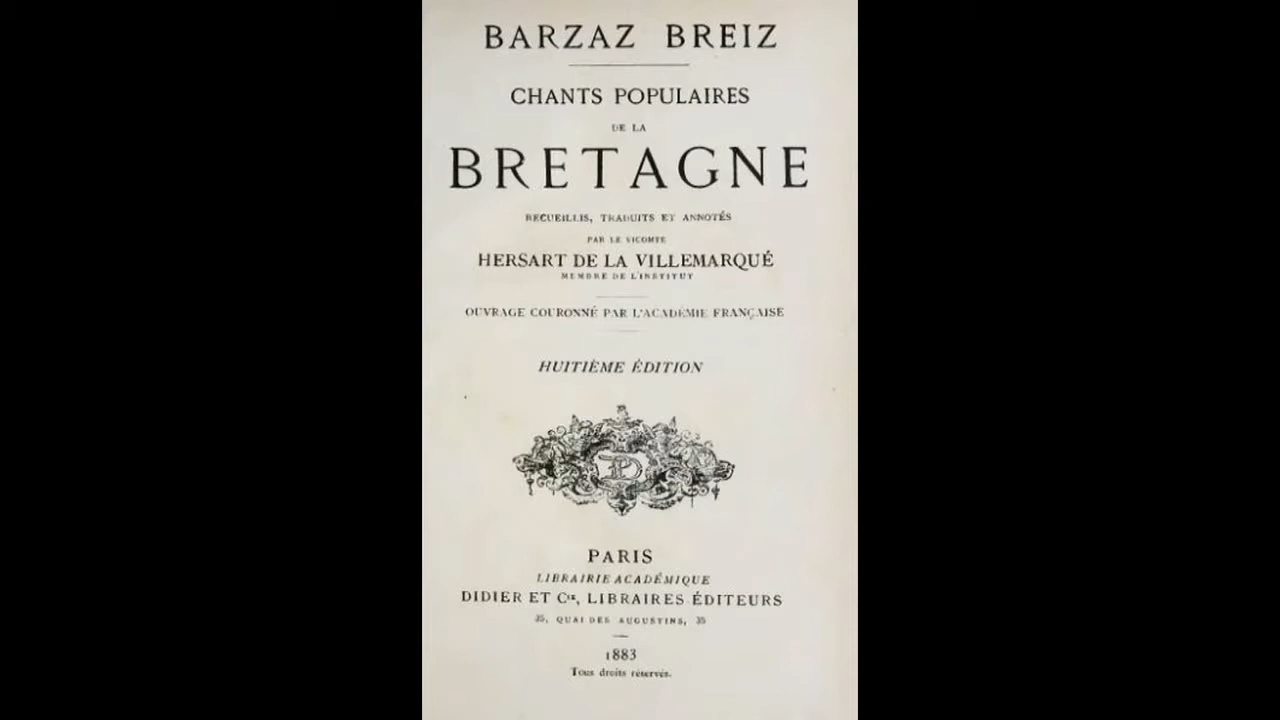 BARZAZ BREIZ
CHANTS POPULAIRES
DE LA
BRETAGNE
RECUEILLIS, TRADUITS ET ANNOTÉS
PAR LE VICOMTE
HERSART DE LA VILLEMARQUÉ
MEMBRE DE L'INSTITUT
OUVRAGE COURONNÉ PAR L'ACADÉMIE FRANÇAISE
HUITIÈME ÉDITION
PARIS
LIBRAIRIE ACADÉMIQUE
DIDIER ET Cie, LIBRAIRES ÉDITEURS
35, QUAI DES AUGUSTINS, 35
1883
Tous droits réservés.